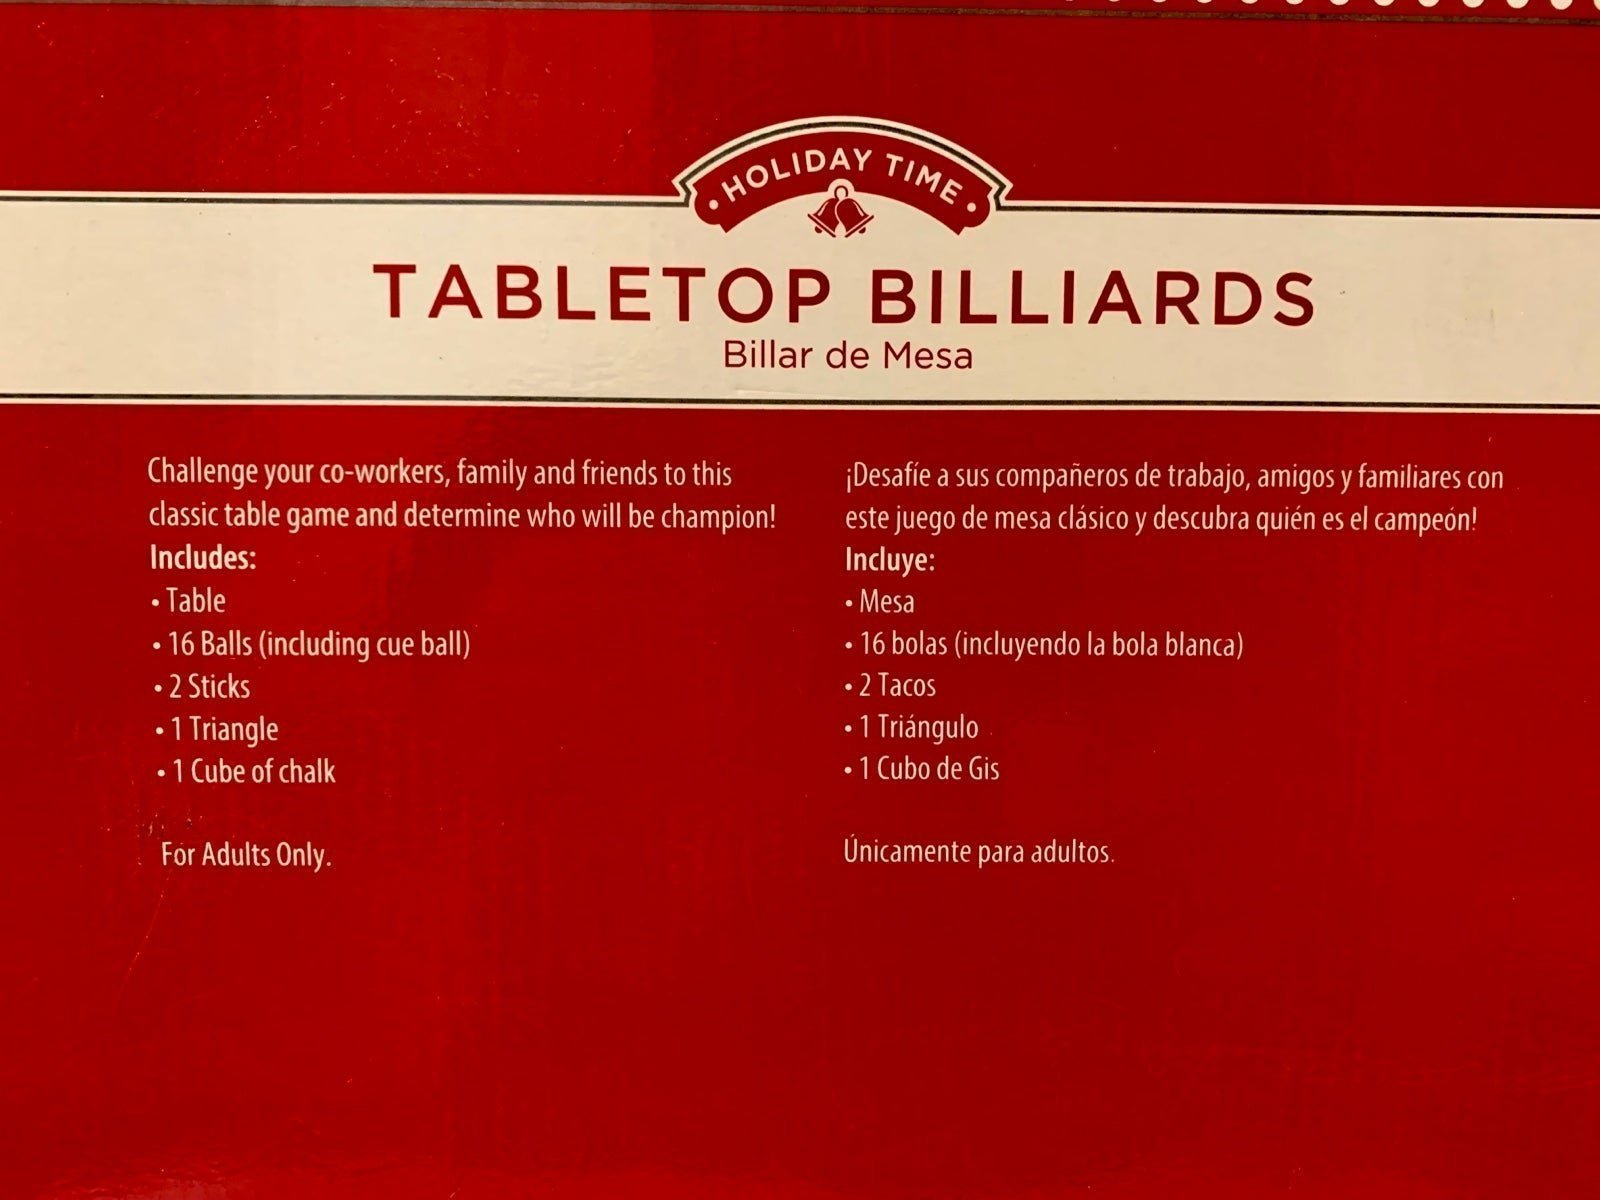 • HOLIDAY TIME •
TABLETOP BILLIARDS
Billar de Mesa
Challenge your co-workers, family and friends to this
classic table game and determine who will be champion!
Includes:
• Table
• 16 Balls (including cue ball)
• 2 Sticks
• 1 Triangle
• 1 Cube of chalk
For Adults Only.
¡Desafíe a sus compañeros de trabajo, amigos y familiares con
este juego de mesa clásico y descubra quién es el campeón!
Incluye:
• Mesa
• 16 bolas (incluyendo la bola blanca)
• 2 Tacos
• 1 Triángulo
• 1 Cubo de Gis
Únicamente para adultos.